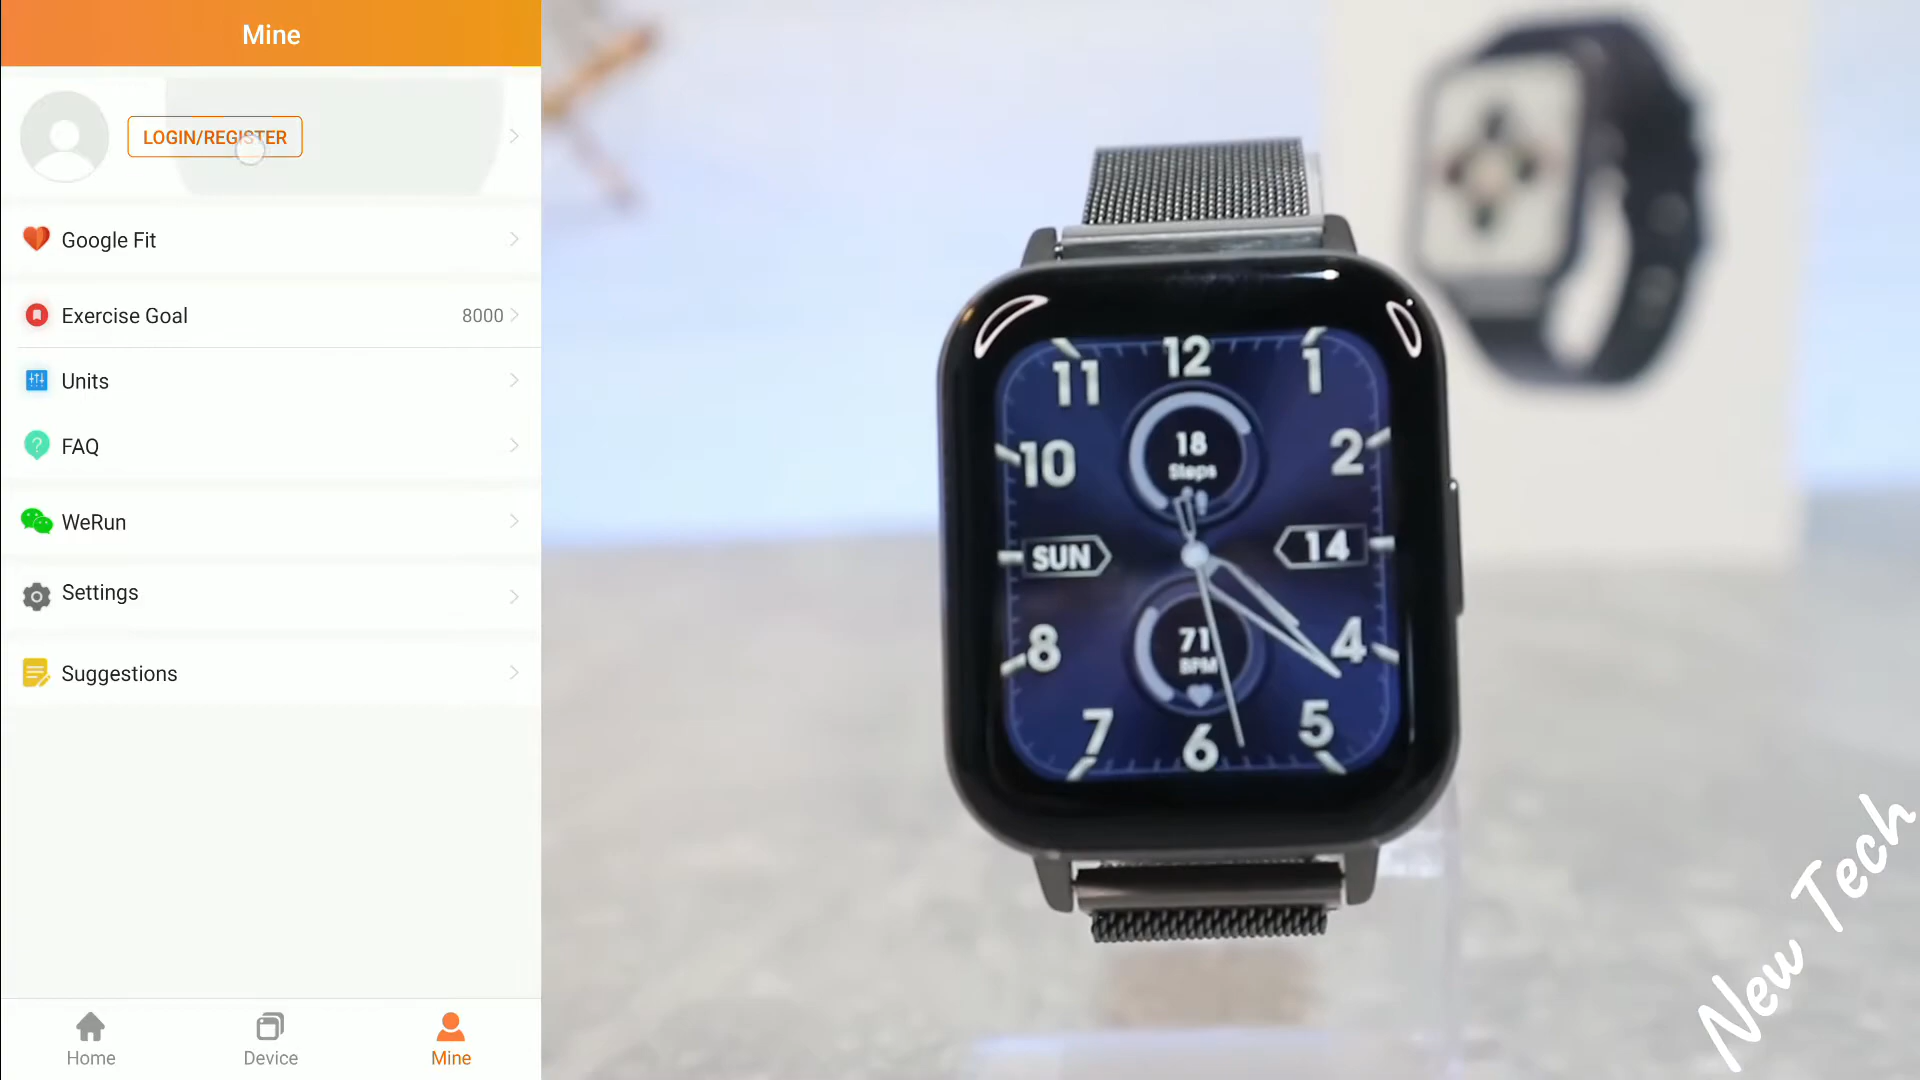 Mine
LOGIN/REGISTER
Google Fit
Exercise Goal 8000
Units
FAQ
WeRun
Settings
Suggestions
Home Device Mine
12
11 1
18
Steps
10 2
SUN 14
71
BPM
8 4
7 5
6
New Tech